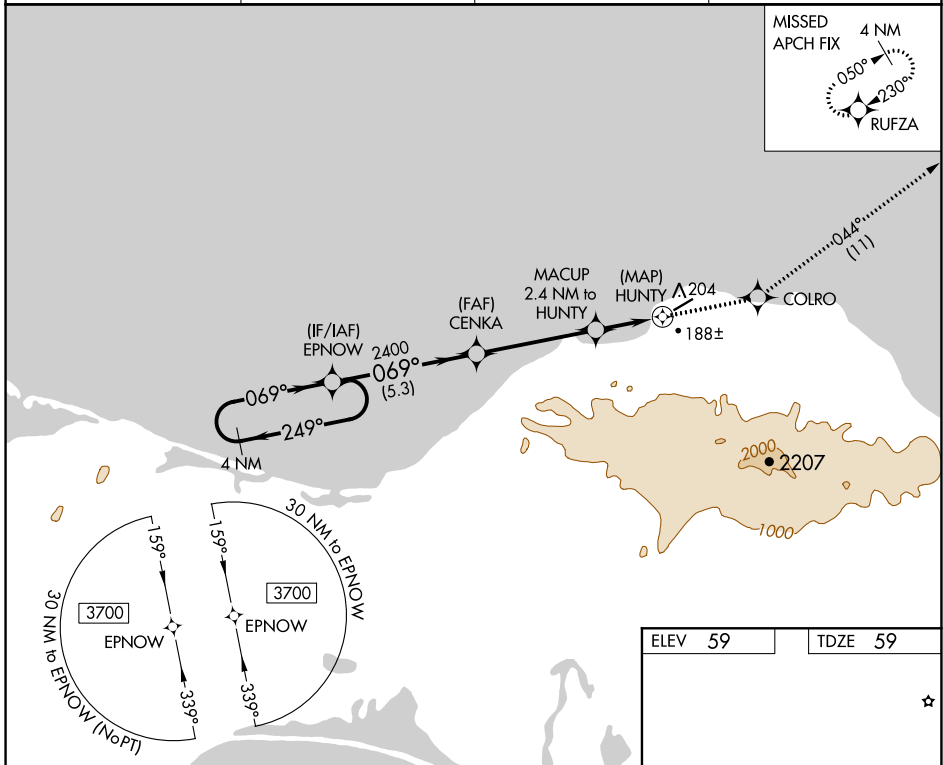 MISSED
APCH FIX
4 NM
050°
230°
RUFZA
044°
(11)
MACUP
2.4 NM to
HUNTY
(MAP)
HUNTY
204
COLRO
188±
(FAF)
CENKA
(IF/IAF)
EPNOW
2400
069°
(5.3)
069°
249°
4 NM
2000
2207
1000
30 NM to EPNOW
159°
159°
3700
3700
EPNOW
EPNOW
339°
339°
30 NM to EPNOW (NoPT)
ELEV 59
TDZE 59